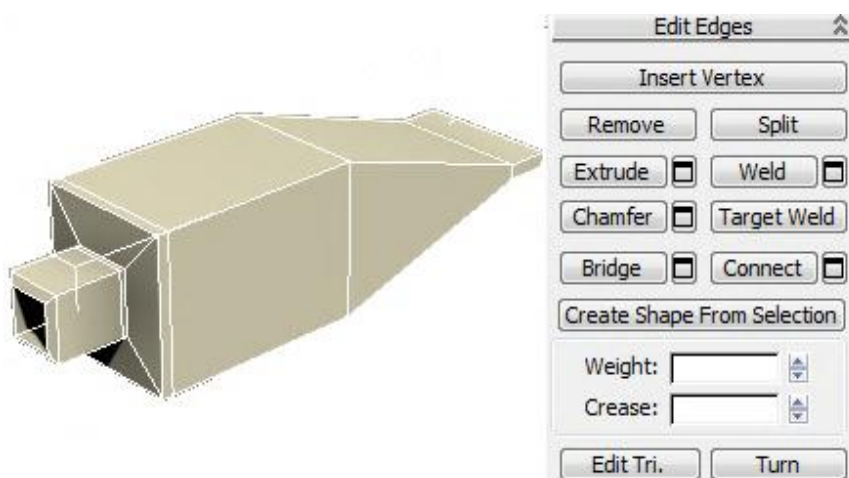 Edit Edges
Insert Vertex
Remove Split
Extrude Weld
Chamfer Target Weld
Bridge Connect
Create Shape From Selection
Weight:
Crease:
Edit Tri. Turn